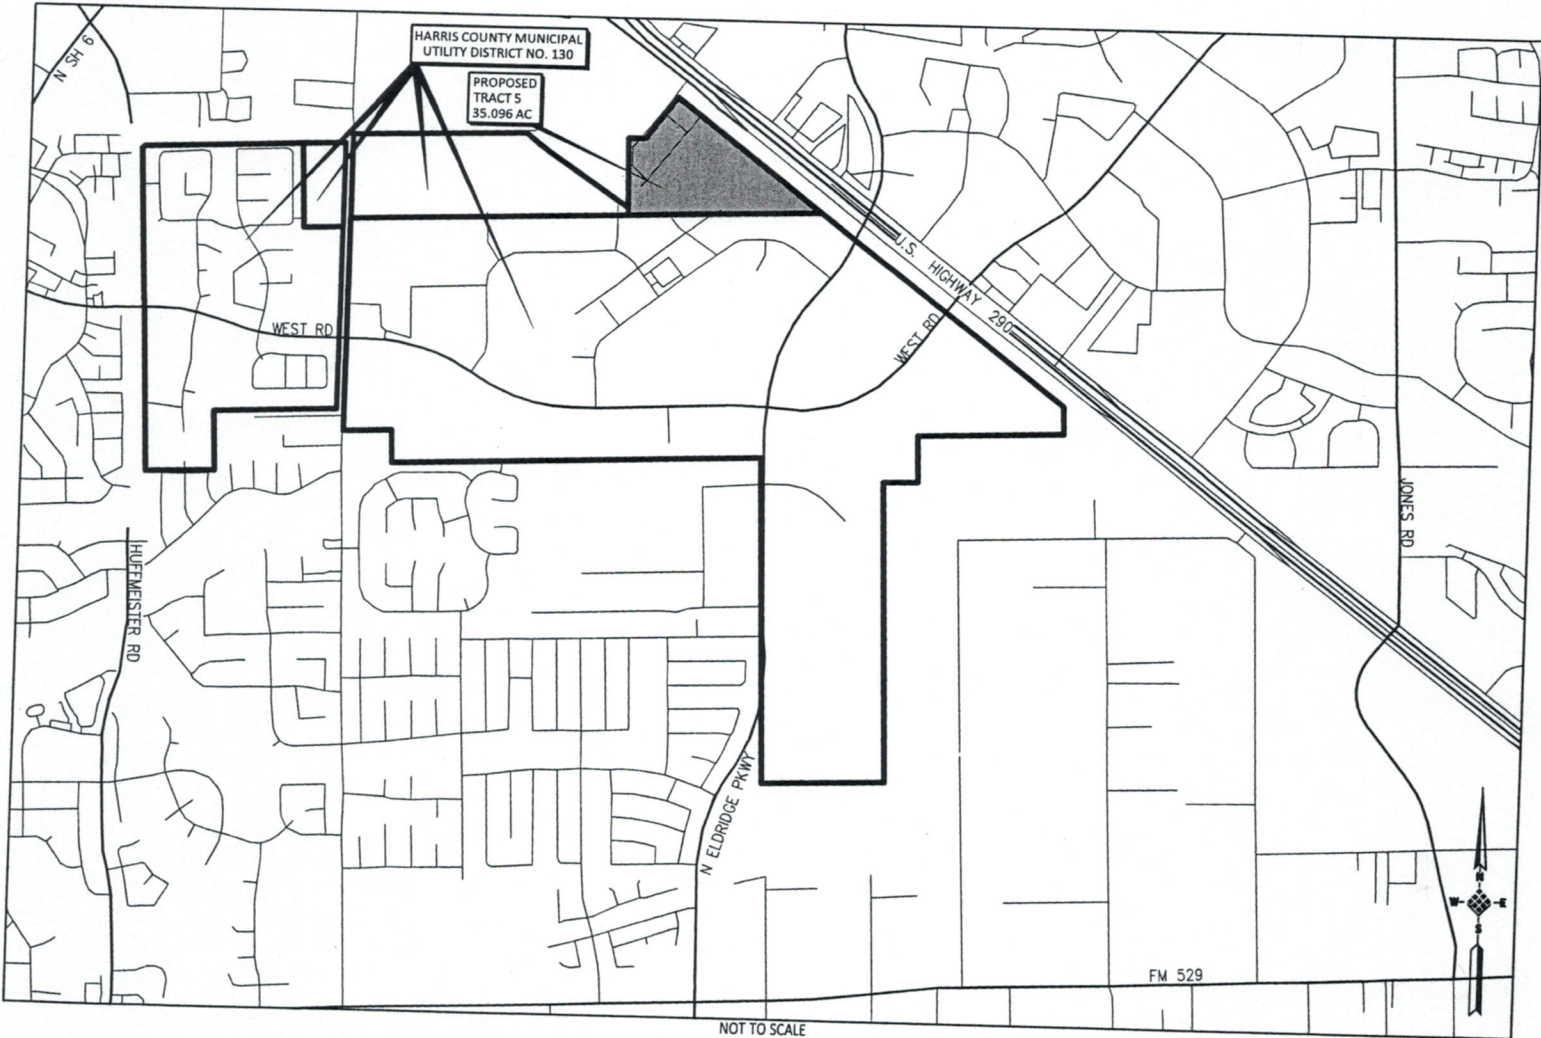 N SH 6
HARRIS COUNTY MUNICIPAL
UTILITY DISTRICT NO. 130
PROPOSED
TRACT 5
35.096 AC
U.S. HIGHWAY 290
WEST RD
WEST RD
JONES RD
HUFFMEISTER RD
N ELDRIDGE PKWY
N
W
E
S
FM 529
NOT TO SCALE